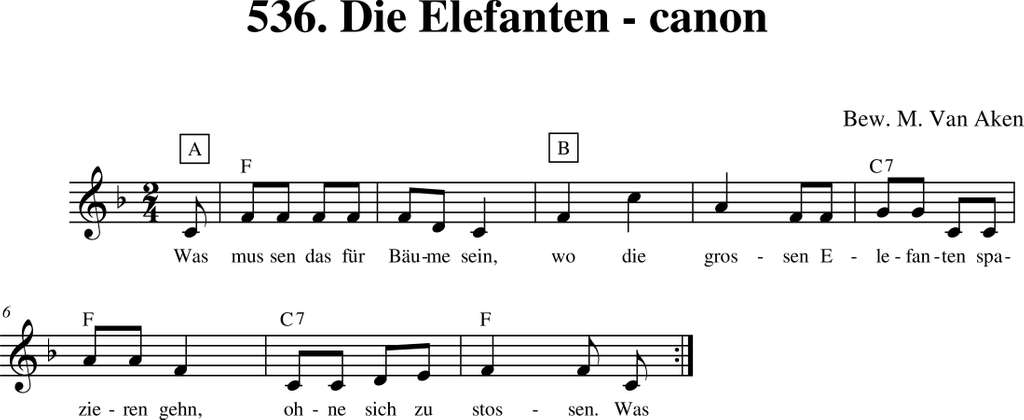 536. Die Elefanten - canon
Bew. M. Van Aken
A B
F C7
2
4
Was mus sen das für Bäu-me sein, wo die gros - sen E - le - fan -ten spa-
6
F C7 F
zie - ren gehn, oh - ne sich zu stos - sen. Was